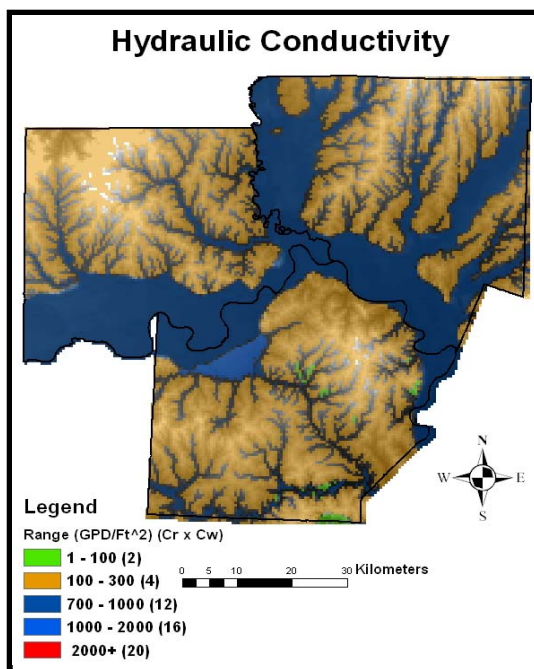 Hydraulic Conductivity
N
W E
S
Legend
Range (GPD/Ft^2) (Cr x Cw)
1 - 100 (2)
100 - 300 (4)
700 - 1000 (12)
1000 - 2000 (16)
2000+ (20)
0 5 10 20 30 Kilometers